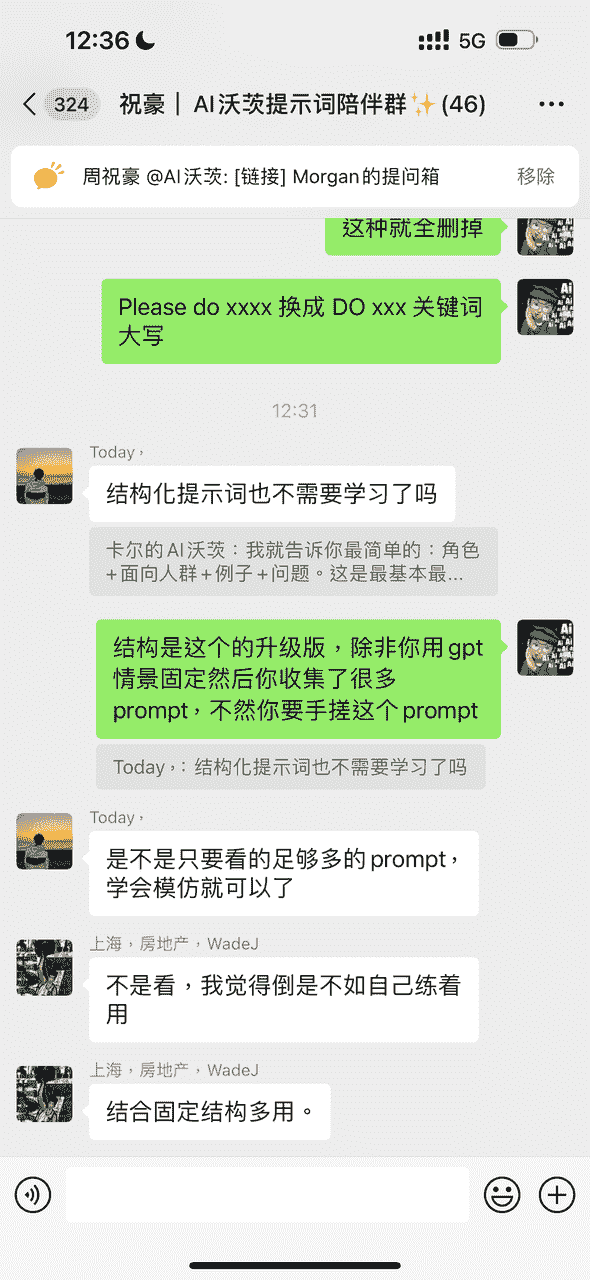 12:36
5G
324
祝豪｜ AI沃茨提示词陪伴群✨(46)
周祝豪 @AI沃茨: [链接] Morgan的提问箱
移除
这种就全删掉
Please do xxxx 换成 DO xxx 关键词
大写
12:31
Today，
结构化提示词也不需要学习了吗
卡尔的AI沃茨：我就告诉你最简单的：角色
+面向人群+例子+问题。这是最基本最...
结构是这个的升级版，除非你用gpt
情景固定然后你收集了很多
prompt，不然你要手搓这个prompt
Today，：结构化提示词也不需要学习了吗
Today，
是不是只要看的足够多的prompt，
学会模仿就可以了
上海，房地产，WadeJ
不是看，我觉得倒是不如自己练着
用
上海，房地产，WadeJ
结合固定结构多用。